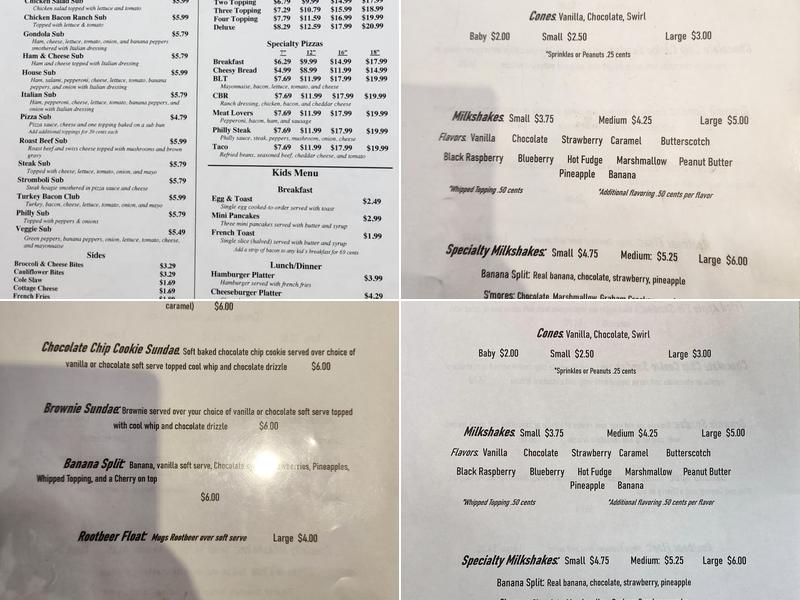 Chicken Salad Sub
Chicken salad topped with lettuce and tomato
Chicken Bacon Ranch Sub $5.99
Topped with lettuce & tomato
Gondola Sub $5.79
Ham, cheese, lettuce, tomato, onion, and banana peppers
smothered with Italian dressing
Ham & Cheese Sub $5.79
Ham and cheese topped with Italian dressing
House Sub $5.99
Ham, salami, pepperoni, cheese, lettuce, tomato, banana
peppers, and onion with Italian dressing
Italian Sub $5.79
Ham, pepperoni, cheese, lettuce, tomato, banana peppers, and
onion with Italian dressing
Pizza Sub $4.79
Pizza sauce, cheese and one topping baked on a sub bun
Add additional toppings for 39 cents each
Roast Beef Sub $5.99
Roast beef and swiss cheese topped with mushrooms and brown
gravy
Steak Sub $5.79
Topped with cheese, lettuce, tomato, onion, and mayo
Stromboli Sub $5.79
Steak hoagie smothered in pizza sauce and cheese
Turkey Bacon Club $5.99
Turkey, bacon, cheese, lettuce, tomato, onion, and mayo
Philly Sub $5.79
Topped with peppers & onions
Veggie Sub $5.49
Green peppers, banana peppers, onion, lettuce, tomato, cheese,
and mayonnaise
Sides
Broccoli & Cheese Bites $3.29
Cauliflower Bites $3.29
Cole Slaw $1.69
Cottage Cheese $1.69
French Fries
Two Topping $6.79 $9.99 $14.99 $17.99
Three Topping $7.29 $10.79 $15.99 $18.99
Four Topping $7.79 $11.59 $16.99 $19.99
Deluxe $8.29 $12.59 $17.99 $20.99
Specialty Pizzas
7" 12" 16" 18"
Breakfast $6.29 $9.99 $14.99 $17.99
Cheesy Bread $4.99 $8.99 $11.99 $14.99
BLT $7.69 $11.99 $17.99 $19.99
Mayonnaise, bacon, lettuce, tomato, and cheese
CBR $7.69 $11.99 $17.99 $19.99
Ranch dressing, chicken, bacon, and cheddar cheese
Meat Lovers $7.69 $11.99 $17.99 $19.99
Pepperoni, bacon, ham, and sausage
Philly Steak $7.69 $11.99 $17.99 $19.99
Philly sauce, steak, peppers, mushroom, onion, cheese
Taco $7.69 $11.99 $17.99 $19.99
Refried beans, seasoned beef, cheddar cheese, and tomato
Kids Menu
Breakfast
Egg & Toast $2.49
Single egg cooked-to-order served with toast
Mini Pancakes $2.99
Three mini pancakes served with butter and syrup
French Toast $1.99
Single slice (halved) served with butter and syrup
Add a strip of bacon to any kid's breakfast for 69 cents
Lunch/Dinner
Hamburger Platter $3.99
Hamburger served with french fries
Cheeseburger Platter $4.29
Cones: Vanilla, Chocolate, Swirl
Baby $2.00 Small $2.50 Large $3.00
*Sprinkles or Peanuts .25 cents
Milkshakes: Small $3.75 Medium $4.25 Large $5.00
Flavors: Vanilla Chocolate Strawberry Caramel Butterscotch
Black Raspberry Blueberry Hot Fudge Marshmallow Peanut Butter
Pineapple Banana
*Whipped Topping .50 cents *Additional flavoring .50 cents per flavor
Specialty Milkshakes: Small $4.75 Medium: $5.25 Large $6.00
Banana Split: Real banana, chocolate, strawberry, pineapple
S'mores: Chocolate, Marshmallow, Graham
caramel) $6.00
Chocolate Chip Cookie Sundae: Soft baked chocolate chip cookie served over choice of
vanilla or chocolate soft serve topped cool whip and chocolate drizzle $6.00
Brownie Sundae: Brownie served over your choice of vanilla or chocolate soft serve topped
with cool whip and chocolate drizzle $6.00
Banana Split: Banana, vanilla soft serve, Chocolate Strawberries, Pineapples,
Whipped Topping, and a Cherry on top
$6.00
Rootbeer Float: Mugs Rootbeer over soft serve Large $4.00
Cones: Vanilla, Chocolate, Swirl
Baby $2.00 Small $2.50 Large $3.00
*Sprinkles or Peanuts .25 cents
Milkshakes: Small $3.75 Medium $4.25 Large $5.00
Flavors: Vanilla Chocolate Strawberry Caramel Butterscotch
Black Raspberry Blueberry Hot Fudge Marshmallow Peanut Butter
Pineapple Banana
*Whipped Topping .50 cents *Additional flavoring .50 cents per flavor
Specialty Milkshakes: Small $4.75 Medium: $5.25 Large $6.00
Banana Split: Real banana, chocolate, strawberry, pineapple